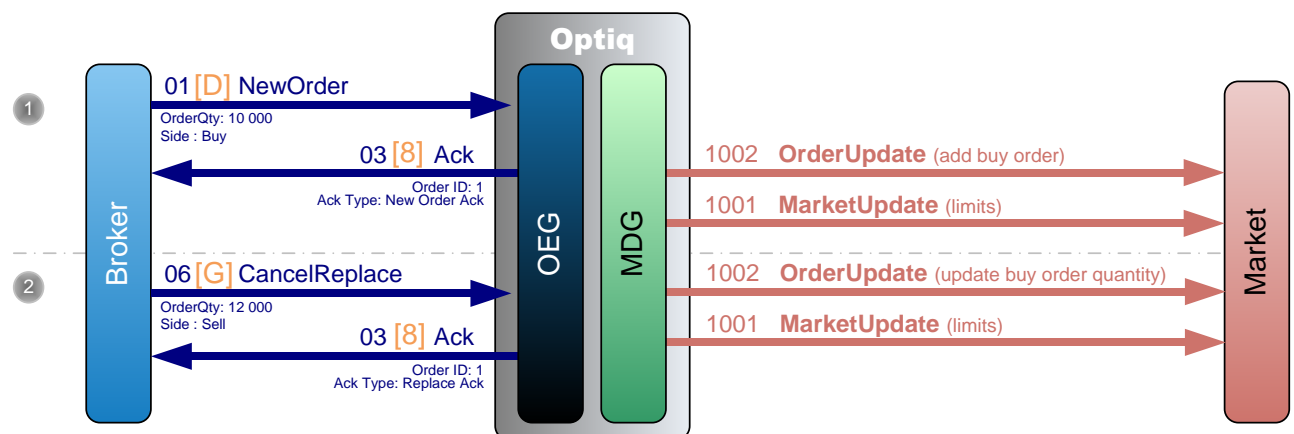 Optiq
1
01 [D] NewOrder
OrderQty: 10 000
Side : Buy
03 [8] Ack
Order ID: 1
Ack Type: New Order Ack
1002 OrderUpdate (add buy order)
1001 MarketUpdate (limits)
Broker
OEG
MDG
Market
2
06 [G] CancelReplace
OrderQty: 12 000
Side : Sell
03 [8] Ack
Order ID: 1
Ack Type: Replace Ack
1002 OrderUpdate (update buy order quantity)
1001 MarketUpdate (limits)